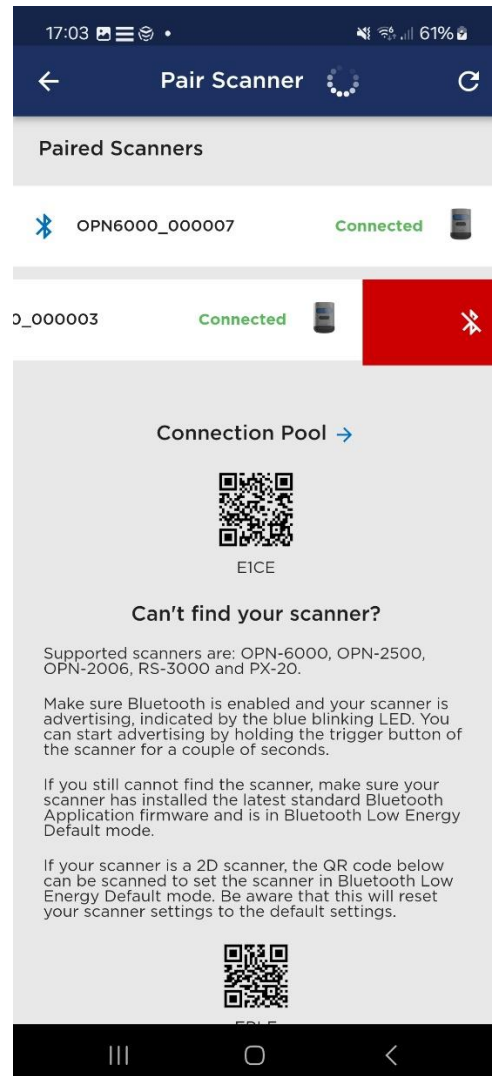 17:03 61%
Pair Scanner
Paired Scanners
OPN6000_000007 Connected
0_000003 Connected
Connection Pool →
E1CE
Can't find your scanner?
Supported scanners are: OPN-6000, OPN-2500,
OPN-2006, RS-3000 and PX-20.
Make sure Bluetooth is enabled and your scanner is
advertising, indicated by the blue blinking LED. You
can start advertising by holding the trigger button of
the scanner for a couple of seconds.
If you still cannot find the scanner, make sure your
scanner has installed the latest standard Bluetooth
Application firmware and is in Bluetooth Low Energy
Default mode.
If your scanner is a 2D scanner, the QR code below
can be scanned to set the scanner in Bluetooth Low
Energy Default mode. Be aware that this will reset
your scanner settings to the default settings.